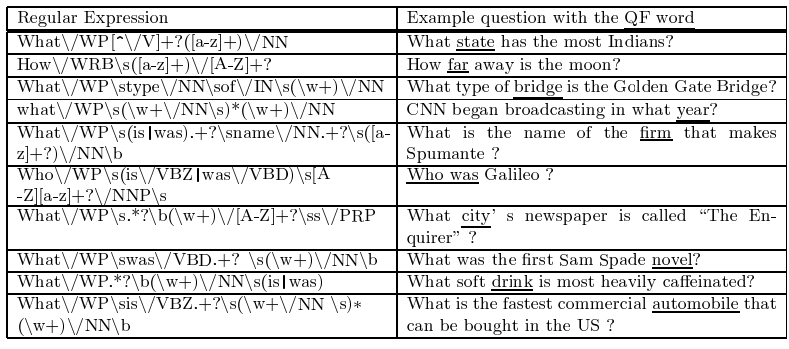 Regular Expression Example question with the QF word
What\/WP[^\/V]+?([a-z]+)\/NN What state has the most Indians?
How\/WRB\s([a-z]+)\/[A-Z]+? How far away is the moon?
What\/WP\stype\/NN\sof\/IN\s(\w+)\/NN What type of bridge is the Golden Gate Bridge?
what\/WP\s(\w+\/NN\s)*(\w+)\/NN CNN began broadcasting in what year?
What\/WP\s(is|was).+?\sname\/NN.+?\s([a- What is the name of the firm that makes
z]+?)\/NN\b Spumante ?
Who\/WP\s(is\/VBZ|was\/VBD)\s[A Who was Galileo ?
-Z][a-z]+?\/NNP\s
What\/WP\s.*?\b(\w+)\/[A-Z]+?\ss\/PRP What city' s newspaper is called “The En-
quirer” ?
What\/WP\swas\/VBD.+? \s(\w+)\/NN\b What was the first Sam Spade novel?
What\/WP.*?\b(\w+)\/NN\s(is|was) What soft drink is most heavily caffeinated?
What\/WP\sis\/VBZ.+?\s(\w+\/NN \s)* What is the fastest commercial automobile that
(\w+)\/NN\b can be bought in the US ?